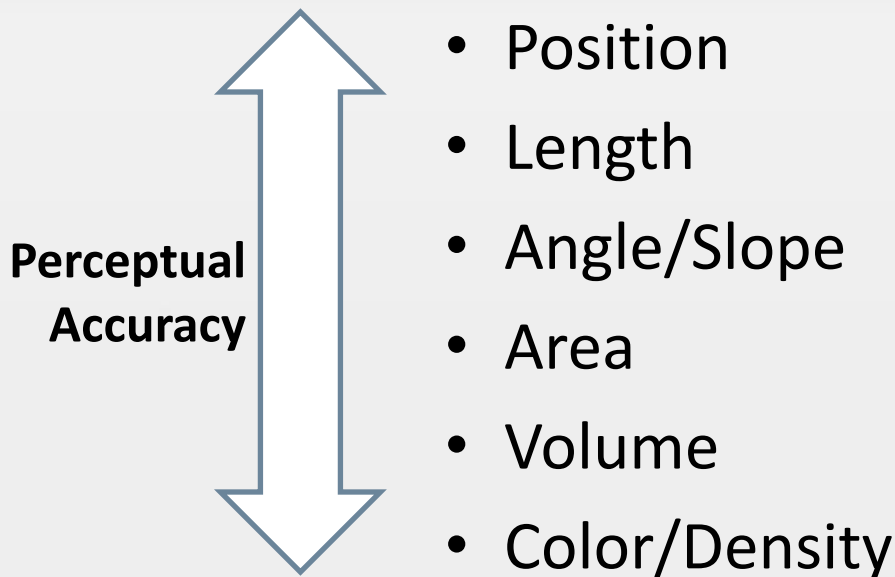 • Position
• Length
• Angle/Slope
Perceptual
Accuracy
• Area
• Volume
• Color/Density